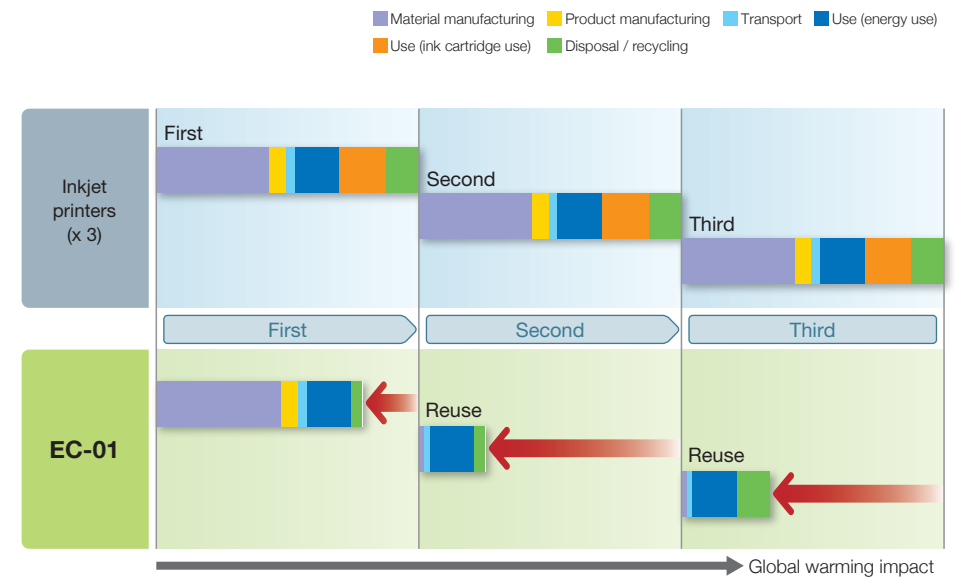 Material manufacturing Product manufacturing Transport Use (energy use)
Use (ink cartridge use) Disposal / recycling
Inkjet
printers
(x 3)
First
Second
Third
First Second Third
EC-01
Reuse
Reuse
Global warming impact